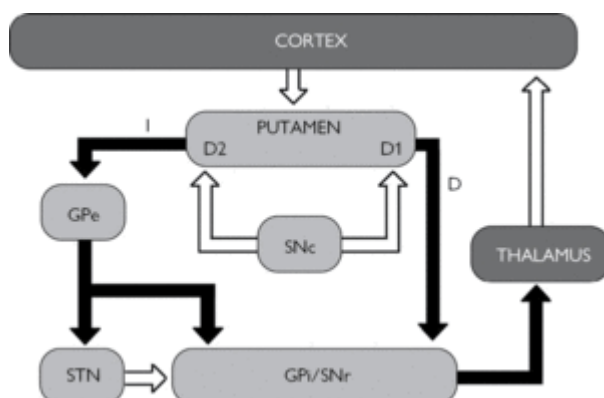 CORTEX
I
PUTAMEN
D2
D1
D
GPe
SNc
THALAMUS
STN
GPi/SNr